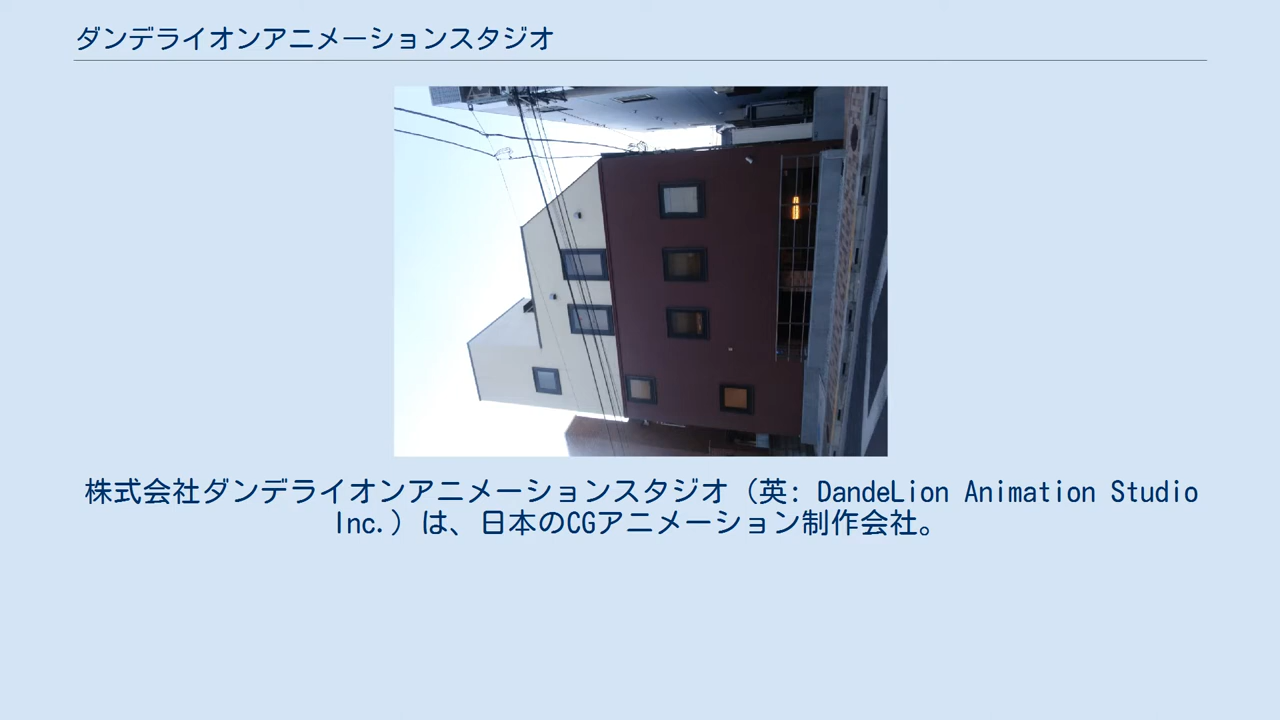 ダンデライオンアニメーションスタジオ
株式会社ダンデライオンアニメーションスタジオ（英: DandeLion Animation Studio
Inc.）は、日本のCGアニメーション制作会社。